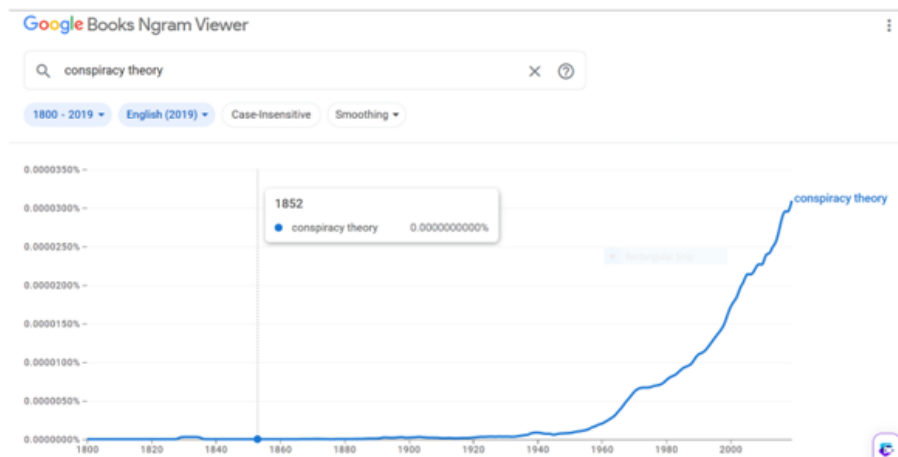 Google Books Ngram Viewer
conspiracy theory
1800 - 2019 English (2019) Case-Insensitive Smoothing
0.0000350%
0.0000300%
0.0000250%
0.0000200%
0.0000150%
0.0000100%
0.0000050%
0.0000000%
1852
conspiracy theory 0.0000000000%
conspiracy theory
1800 1820 1840 1860 1880 1900 1920 1940 1960 1980 2000